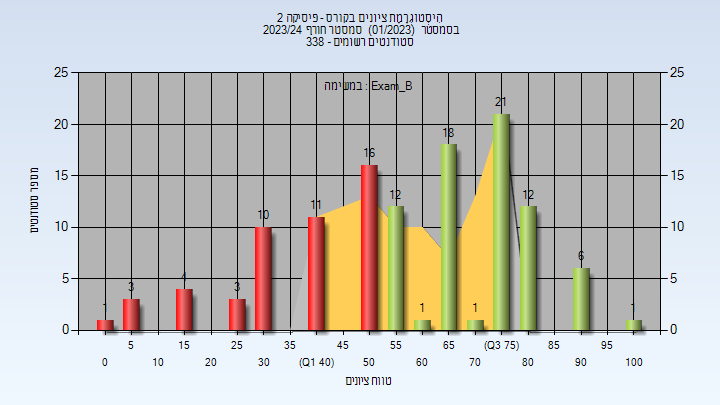 היסטוגרמת ציונים בקורס - פיסיקה 2
בסמסטר (01/2023) סמסטר חורף 2023/24
סטודנטים רשומים - 338
במשימה : Exam_B
מספר סטודנטים
25 20 15 10 5 0
25 20 15 10 5 0
1 3 4 3 10 11 16 12 1 18 1 21 12 6 1
5 15 25 35 45 55 65 (Q3 75) 85 95
0 10 20 30 (Q1 40) 50 60 70 80 90 100
טווח ציונים